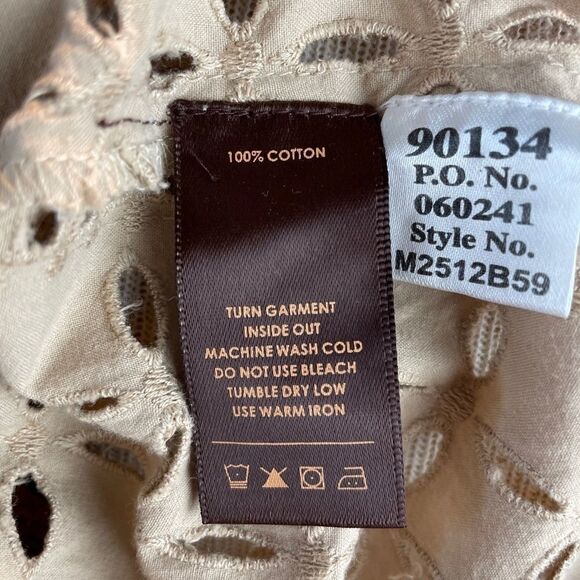 100% COTTON
TURN GARMENT
INSIDE OUT
MACHINE WASH COLD
DO NOT USE BLEACH
TUMBLE DRY LOW
USE WARM IRON
90134
P.O. No.
060241
Style No.
M2512B59